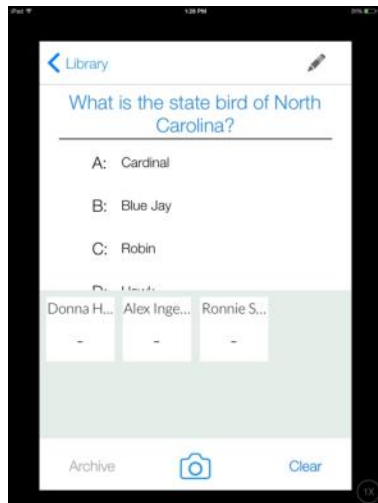 iPad
1:28 PM
Library
What is the state bird of North
Carolina?
A: Cardinal
B: Blue Jay
C: Robin
D: Hawk
Donna H... Alex Inge... Ronnie S...
- - -
Archive
Clear
1X